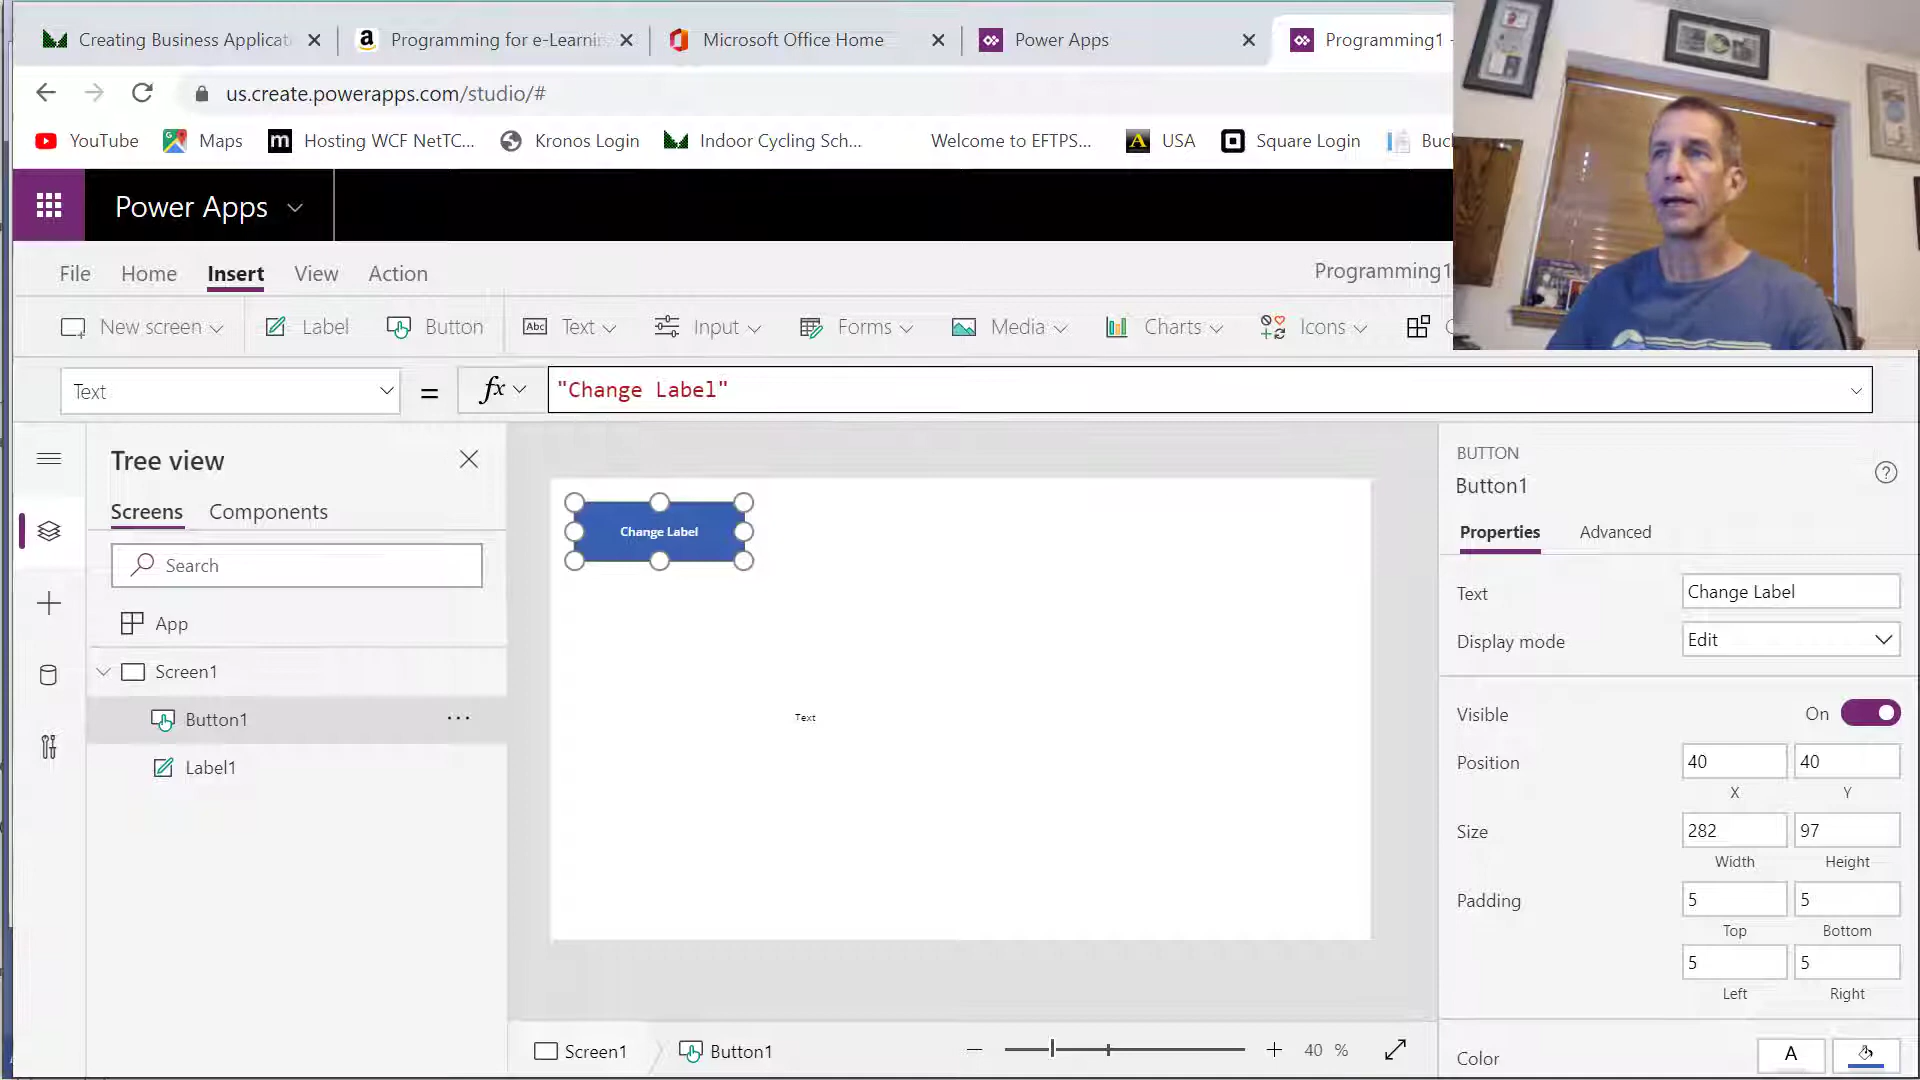 Creating Business Applicat
Programming for e-Learnin
Microsoft Office Home
Power Apps
Programming1 -
us.create.powerapps.com/studio/#
YouTube
Maps
Hosting WCF NetTC...
Kronos Login
Indoor Cycling Sch...
Welcome to EFTPS...
USA
Square Login
Buc
Power Apps
File
Home
Insert
View
Action
Programming1
New screen
Label
Button
Abc
Text
Input
Forms
Media
Charts
Icons
Text
=
fx
"Change Label"
Tree view
Screens
Components
Search
App
Screen1
Button1
...
Label1
Change Label
Text
BUTTON
Button1
Properties
Advanced
Text
Change Label
Display mode
Edit
Visible
On
Position
40
40
X
Y
Size
282
97
Width
Height
Padding
5
5
Top
Bottom
5
5
Left
Right
Color
A
Screen1
Button1
40 %